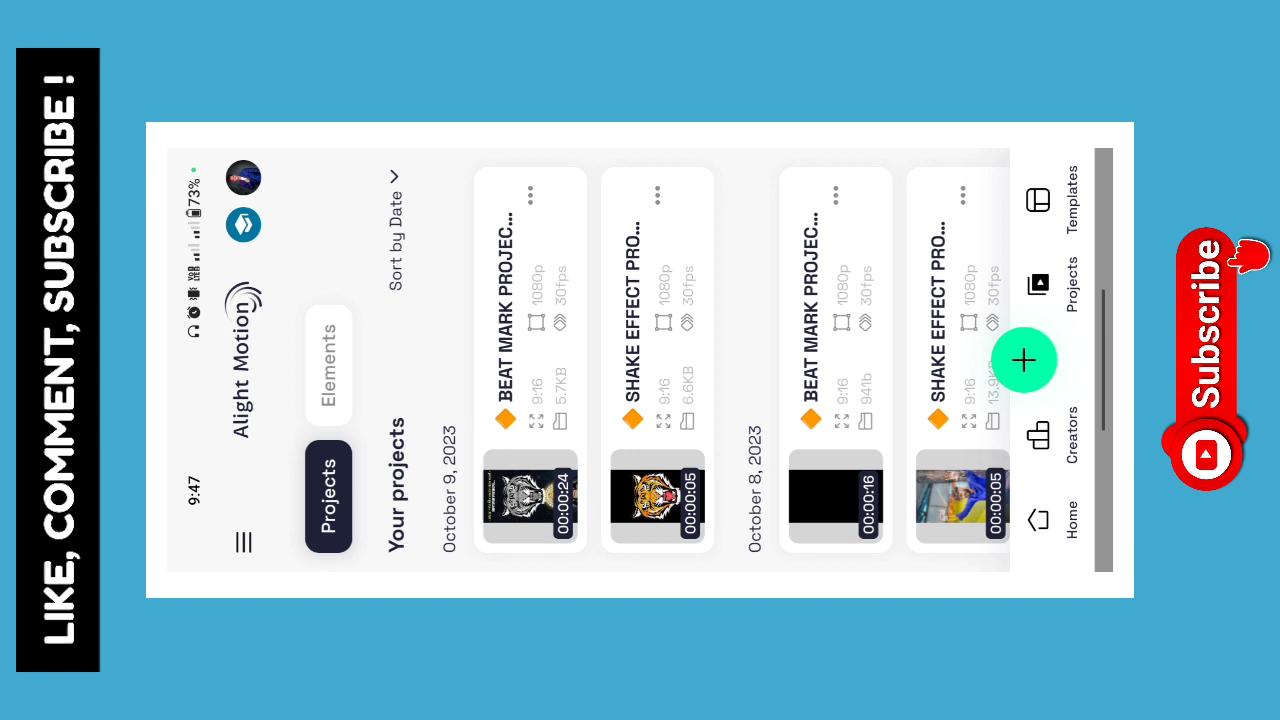 LIKE, COMMENT, SUBSCRIBE !
9:47
73%
Alight Motion
Projects
Elements
Your projects
Sort by Date
October 9, 2023
BEAT MARK PROJEC...
9:16 1080p
5.7KB 30fps
00:00:24
SHAKE EFFECT PRO...
9:16 1080p
6.6KB 30fps
00:00:05
October 8, 2023
BEAT MARK PROJEC...
9:16 1080p
941b 30fps
00:00:16
SHAKE EFFECT PRO...
9:16 1080p
13.9KB 30fps
00:00:05
Home
Creators
Projects
Templates
Subscribe